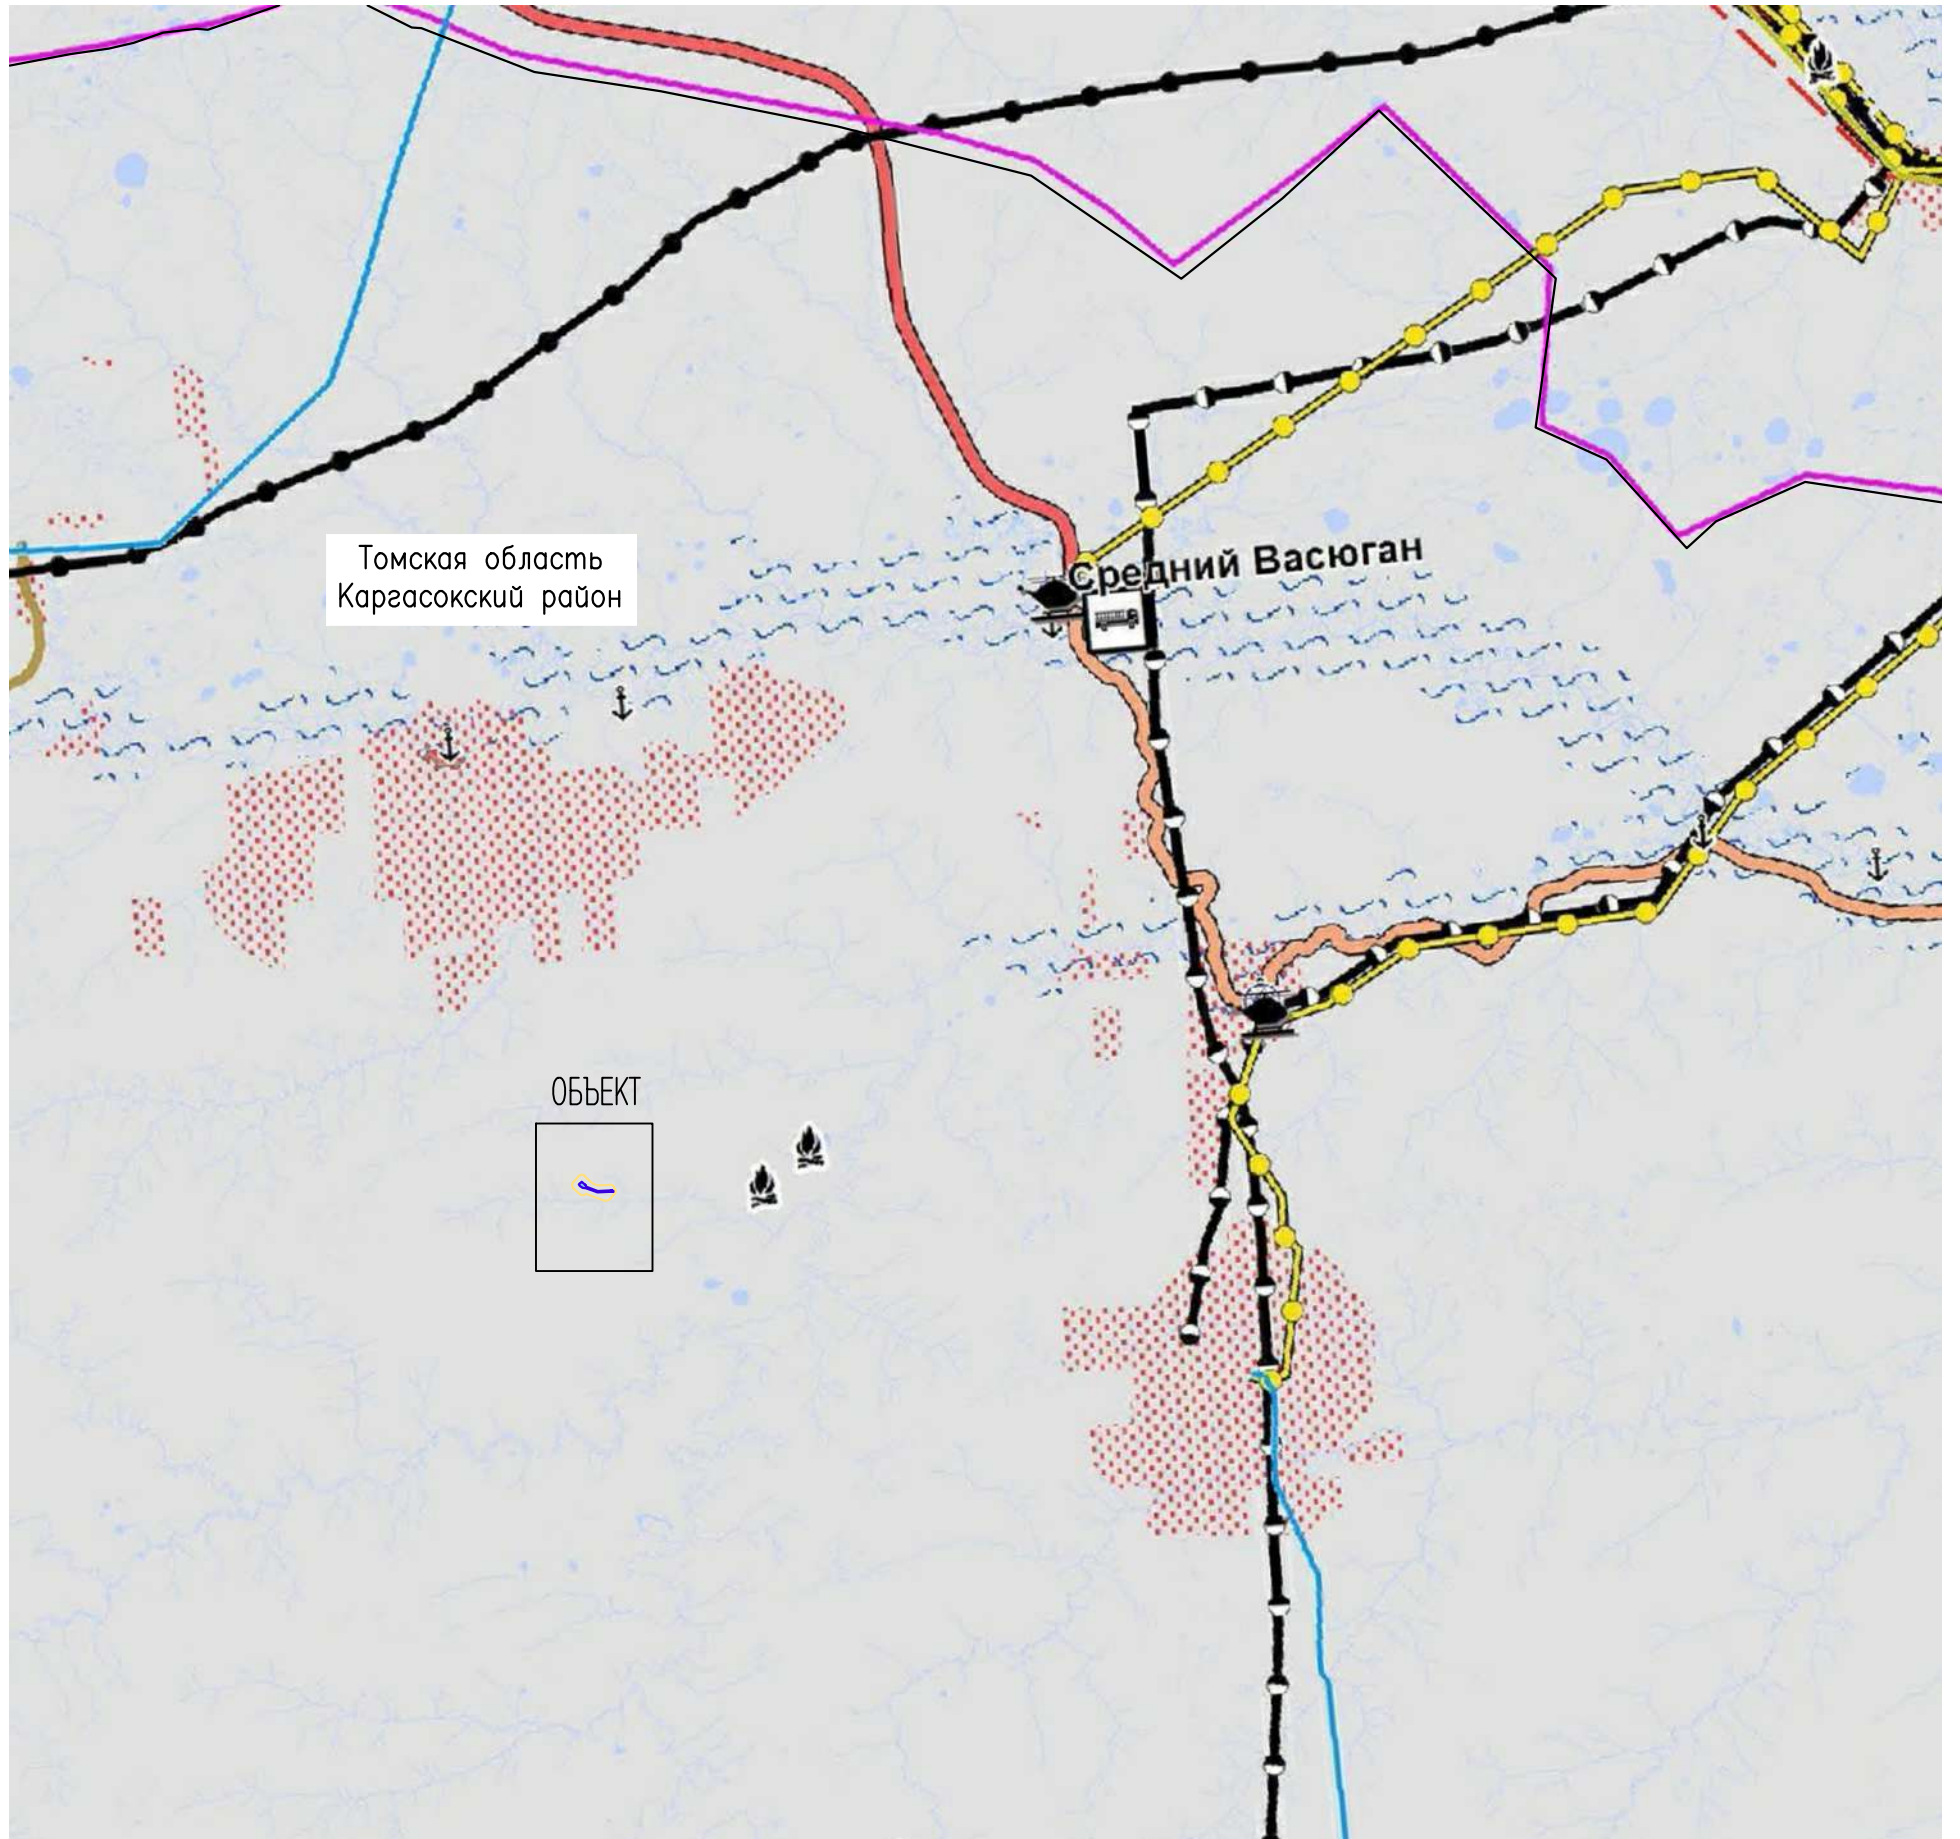 Средний Васюган
Томская область
Каргасокский район
ОБЪЕКТ